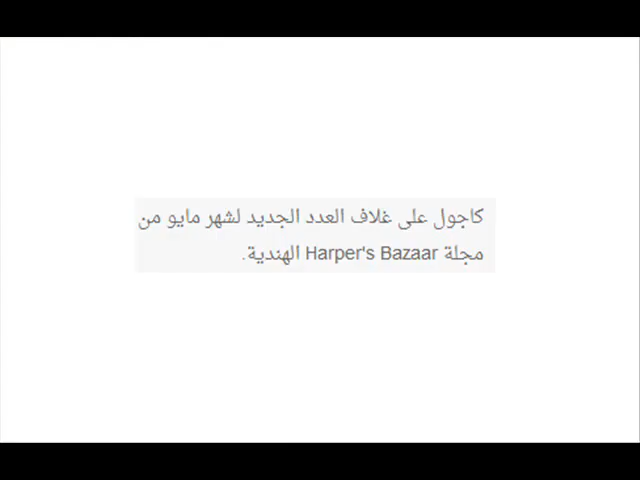 كاجول على غلاف العدد الجديد لشهر مايو من
مجلة Harper's Bazaar الهندية.